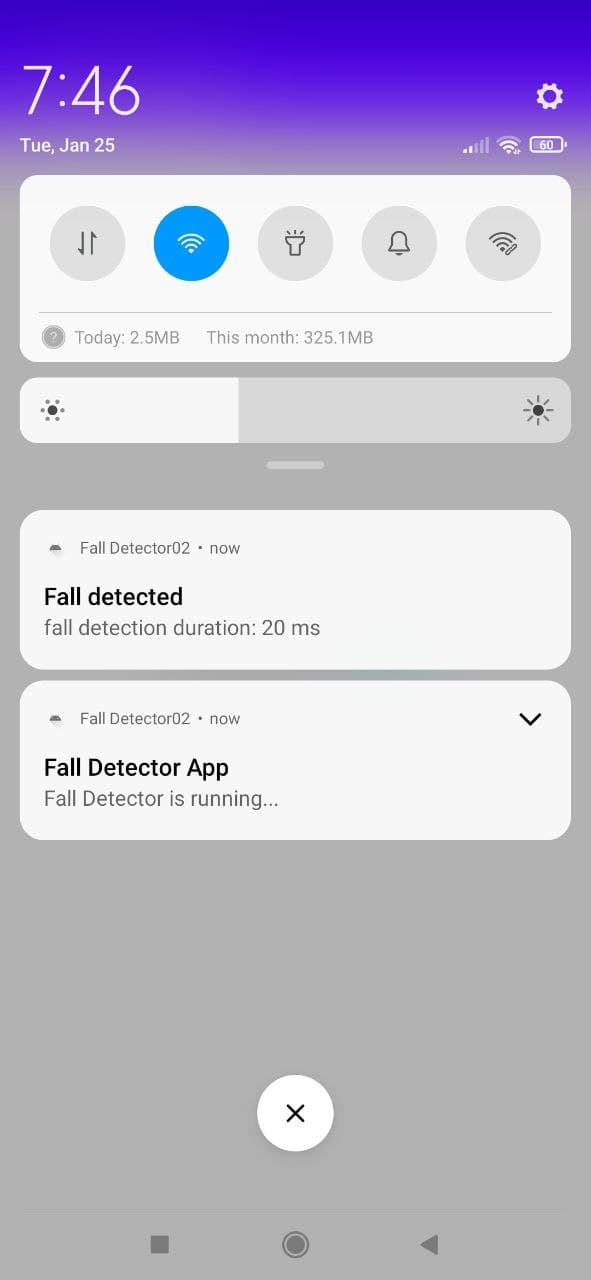 7:46
Tue, Jan 25
60
? Today: 2.5MB This month: 325.1MB
Fall Detector02 • now
Fall detected
fall detection duration: 20 ms
Fall Detector02 • now
Fall Detector App
Fall Detector is running...